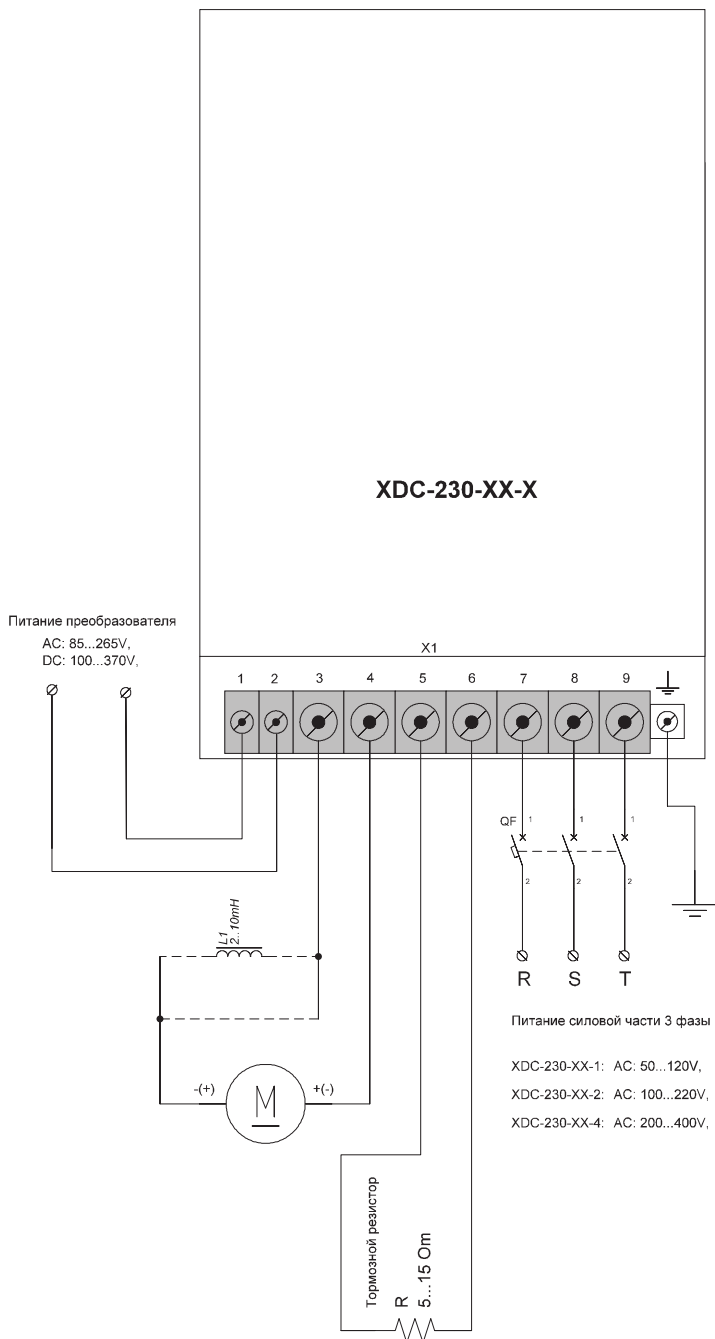 XDC-230-XX-X
Питание преобразователя
AC: 85...265V,
DC: 100...370V,
X1
1 2 3 4 5 6 7 8 9
QF 1 1 1
2 2 2
L1
2...10mH
R S T
Питание силовой части 3 фазы
XDC-230-XX-1: AC: 50...120V,
XDC-230-XX-2: AC: 100...220V,
XDC-230-XX-4: AC: 200...400V,
-(+) M +(-)
Тормозной резистор
R
5...15 Om